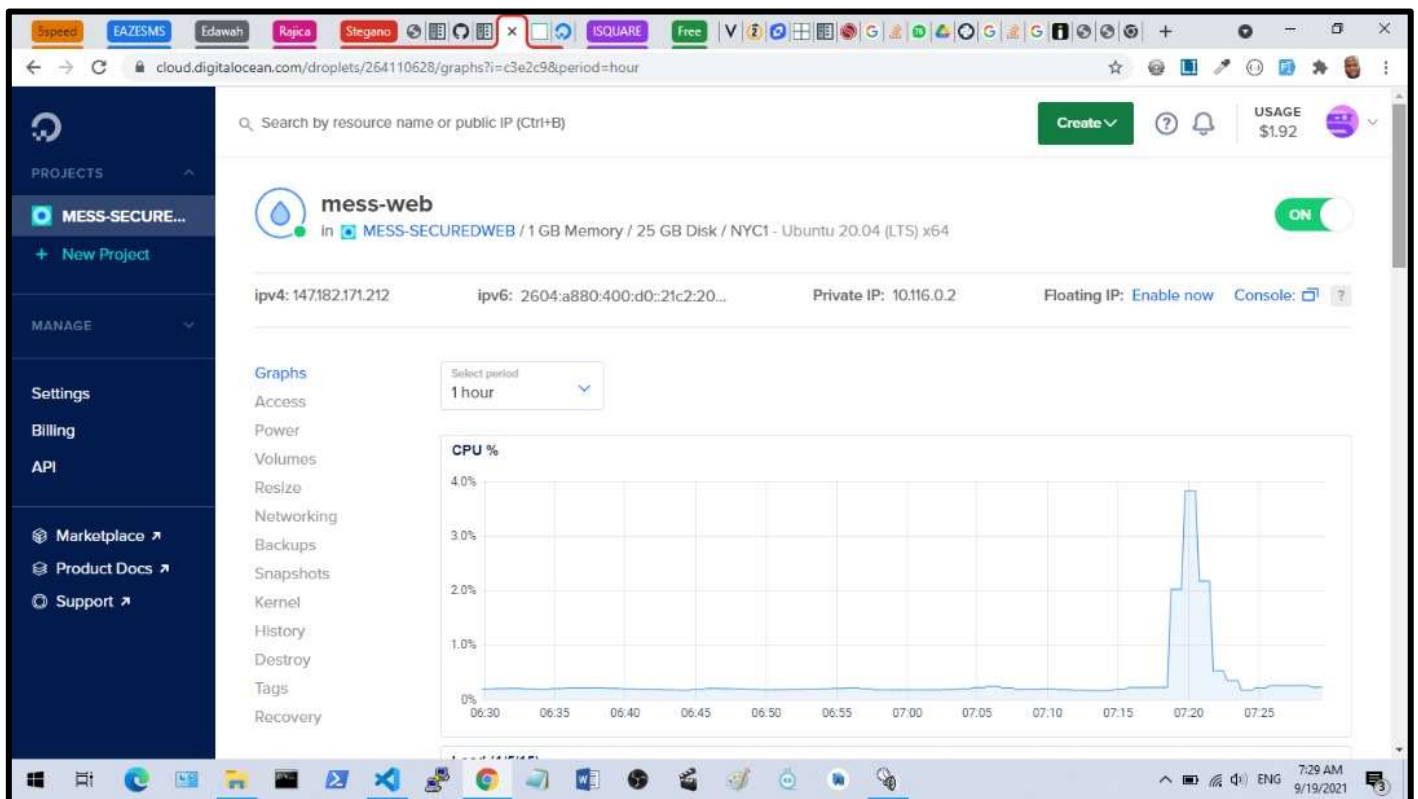 5speed EAZESMS Edawah Rajica Stegano ISQUARE Free
cloud.digitalocean.com/droplets/264110628/graphs?i=c3e2c9&period=hour
Search by resource name or public IP (Ctrl+B)
Create
USAGE
$1.92
PROJECTS
MESS-SECURE...
+ New Project
MANAGE
Settings
Billing
API
Marketplace
Product Docs
Support
mess-web
in MESS-SECUREDWEB / 1 GB Memory / 25 GB Disk / NYC1 - Ubuntu 20.04 (LTS) x64
ON
ipv4: 147.182.171.212 ipv6: 2604:a880:400:d0::21c2:20... Private IP: 10.116.0.2 Floating IP: Enable now Console: ?
Graphs
Access
Power
Volumes
Resize
Networking
Backups
Snapshots
Kernel
History
Destroy
Tags
Recovery
Select period
1 hour
CPU %
4.0%
3.0%
2.0%
1.0%
0%
06:30 06:35 06:40 06:45 06:50 06:55 07:00 07:05 07:10 07:15 07:20 07:25
ENG
7:29 AM
9/19/2021
3